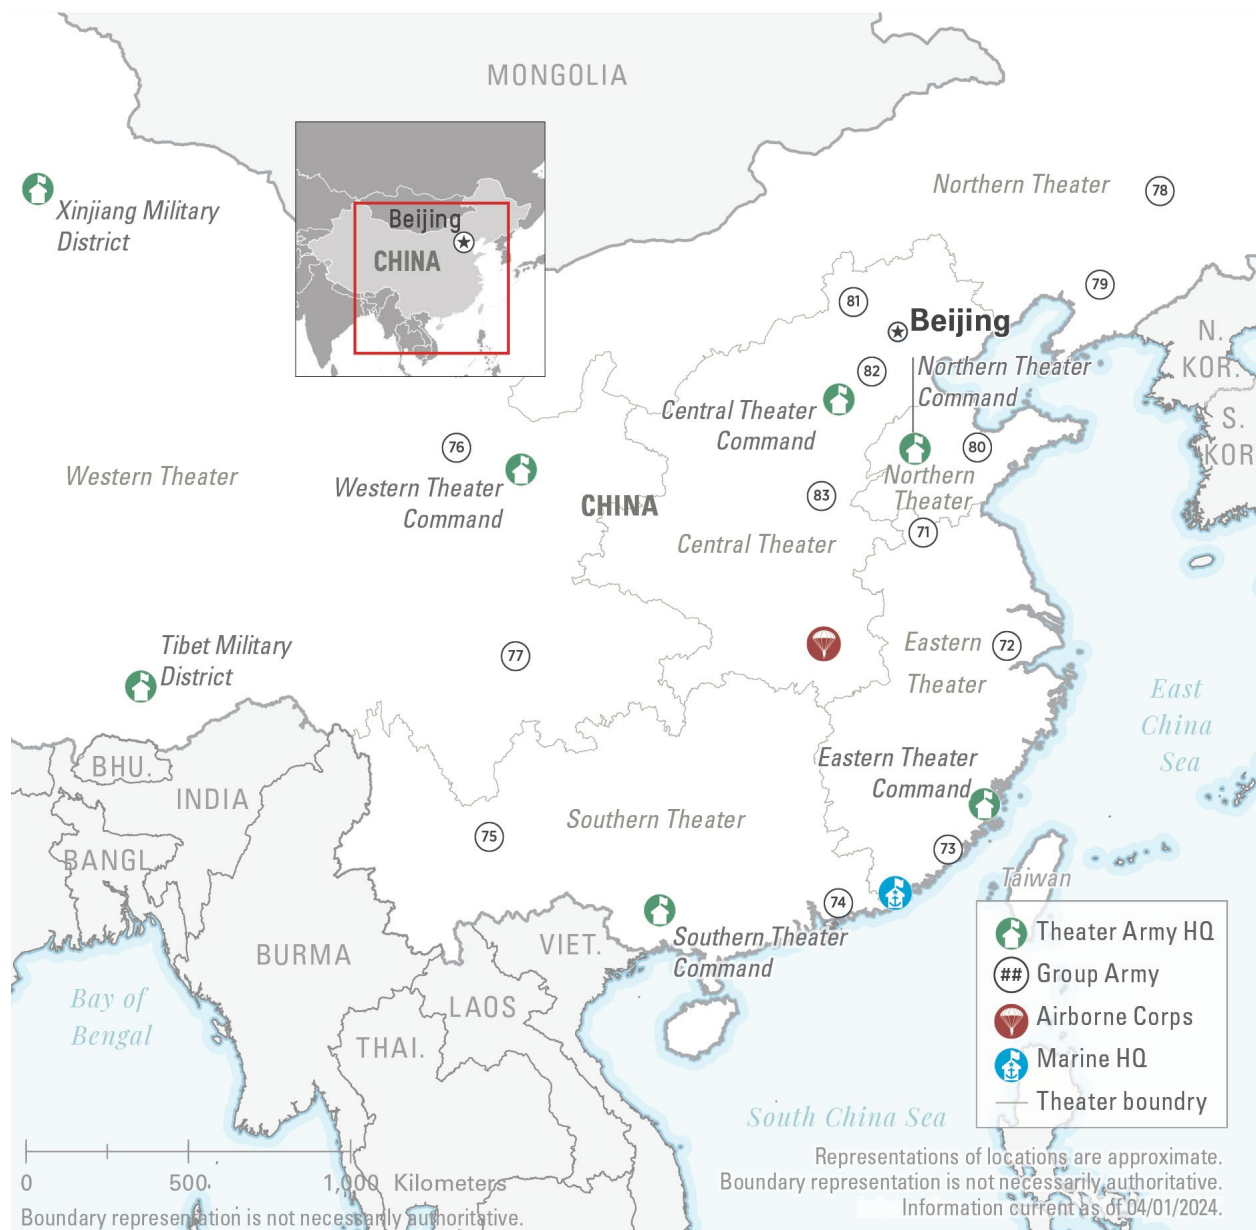 MONGOLIA
Xinjiang Military
District
Beijing
CHINA
Northern Theater
78
79
81
Beijing
82
Northern Theater
Command
Central Theater
Command
N.
KOR.
S.
KOR
80
76
Western Theater
Western Theater
Command
Northern
Theater
83
CHINA
71
Central Theater
Tibet Military
District
77
Eastern
Theater
72
East
China
Sea
BHU.
INDIA
Eastern Theater
Command
Southern Theater
75
BANGL
73
Taiwan
74
BURMA
VIET.
Southern Theater
Command
LAOS
Bay of
Bengal
THAI.
South China Sea
Theater Army HQ
## Group Army
Airborne Corps
Marine HQ
Theater boundry
0 500 1,000 Kilometers
Boundary representation is not necessarily authoritative.
Representations of locations are approximate.
Boundary representation is not necessarily authoritative.
Information current as of 04/01/2024.